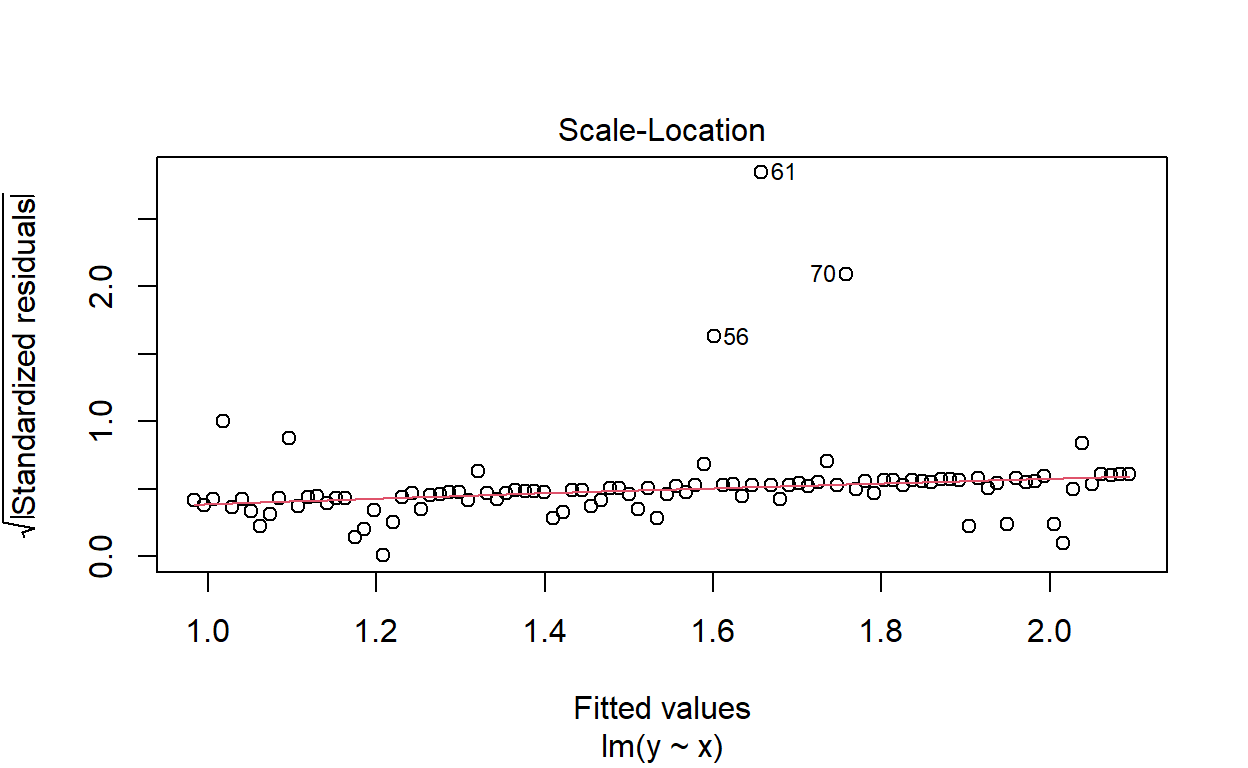 Scale-Location
√|Standardized residuals|
0.0 1.0 2.0
61
70
56
1.0 1.2 1.4 1.6 1.8 2.0
Fitted values
lm(y ~ x)